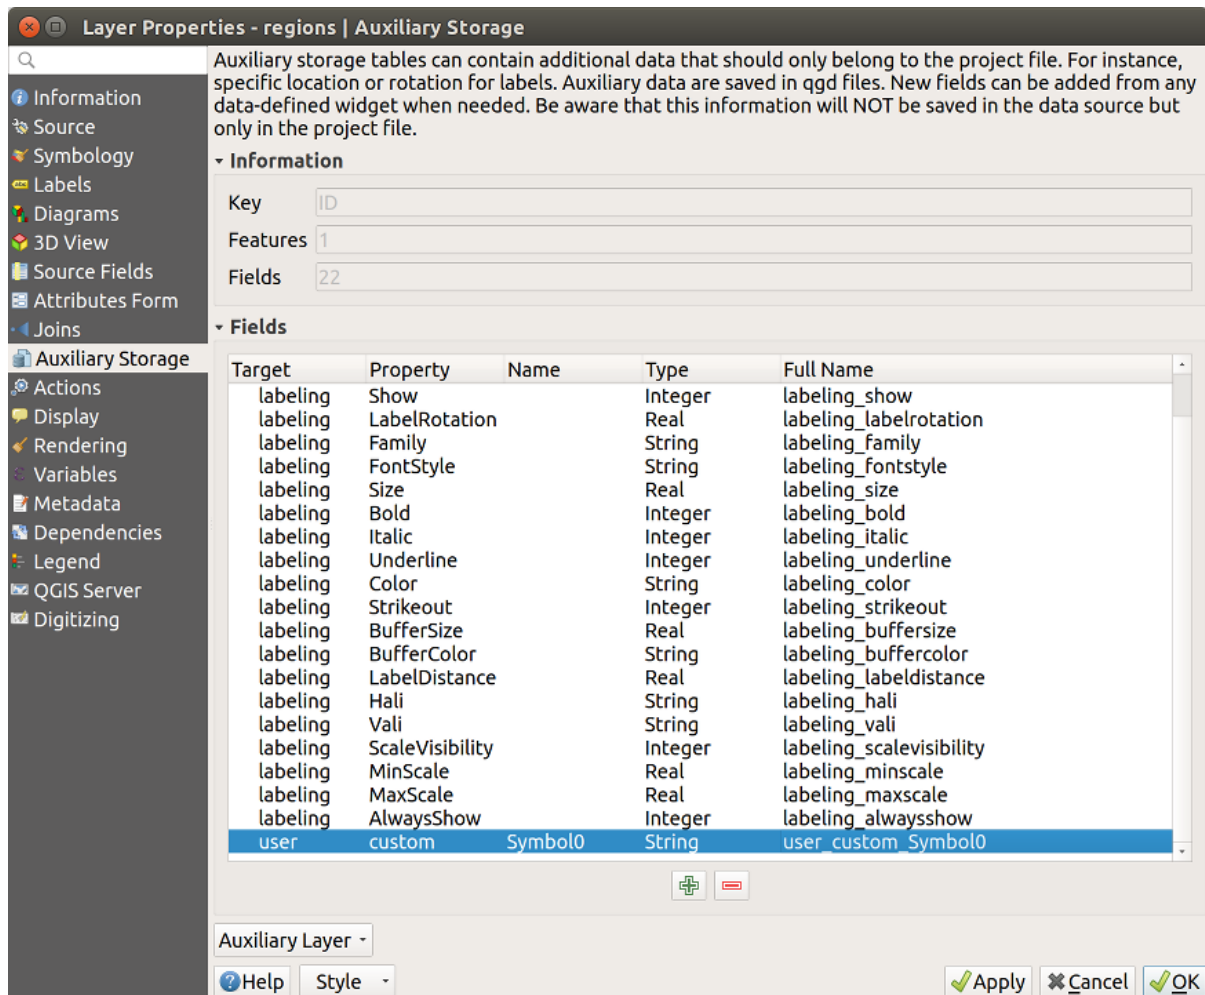 Layer Properties - regions | Auxiliary Storage
Auxiliary storage tables can contain additional data that should only belong to the project file. For instance,
specific location or rotation for labels. Auxiliary data are saved in qgd files. New fields can be added from any
data-defined widget when needed. Be aware that this information will NOT be saved in the data source but
only in the project file.
Information
Source
Symbology
Labels
Diagrams
3D View
Source Fields
Attributes Form
Joins
Auxiliary Storage
Actions
Display
Rendering
Variables
Metadata
Dependencies
Legend
QGIS Server
Digitizing
Information
Key ID
Features 1
Fields 22
Fields
Target Property Name Type Full Name
labeling Show Integer labeling_show
labeling LabelRotation Real labeling_labelrotation
labeling Family String labeling_family
labeling FontStyle String labeling_fontstyle
labeling Size Real labeling_size
labeling Bold Integer labeling_bold
labeling Italic Integer labeling_italic
labeling Underline Integer labeling_underline
labeling Color String labeling_color
labeling Strikeout Integer labeling_strikeout
labeling BufferSize Real labeling_buffersize
labeling BufferColor String labeling_buffercolor
labeling LabelDistance Real labeling_labeldistance
labeling Hali String labeling_hali
labeling Vali String labeling_vali
labeling ScaleVisibility Integer labeling_scalevisibility
labeling MinScale Real labeling_minscale
labeling MaxScale Real labeling_maxscale
labeling AlwaysShow Integer labeling_alwaysshow
user custom Symbol0 String user_custom_Symbol0
Auxiliary Layer
Help Style Apply Cancel OK